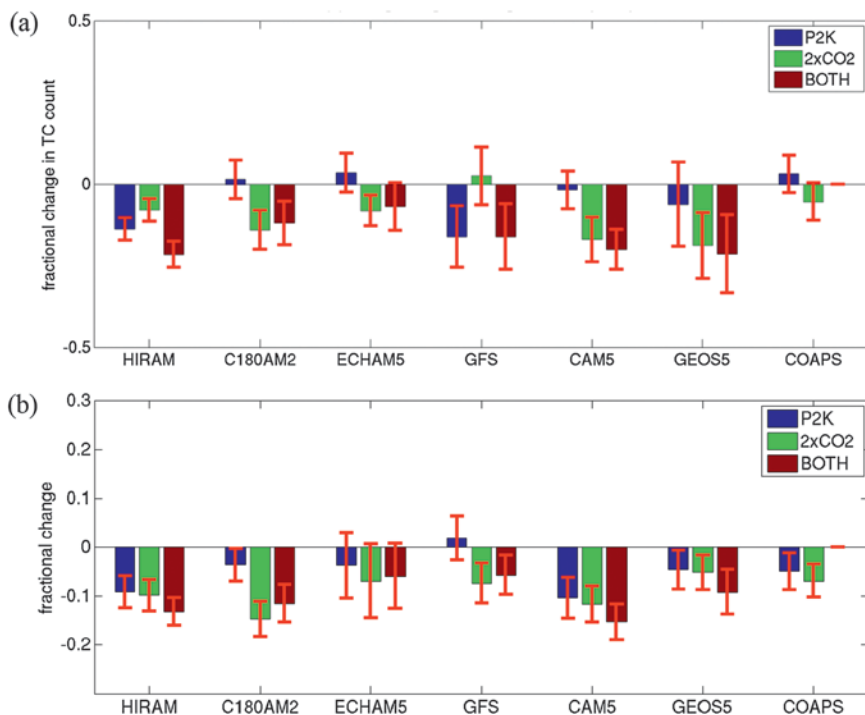 (a)
0.5
0
-0.5
fractional change in TC count
P2K
2xCO2
BOTH
HIRAM C180AM2 ECHAM5 GFS CAM5 GEOS5 COAPS
(b)
0.3
0.2
0.1
0
-0.1
-0.2
fractional change
P2K
2xCO2
BOTH
HIRAM C180AM2 ECHAM5 GFS CAM5 GEOS5 COAPS